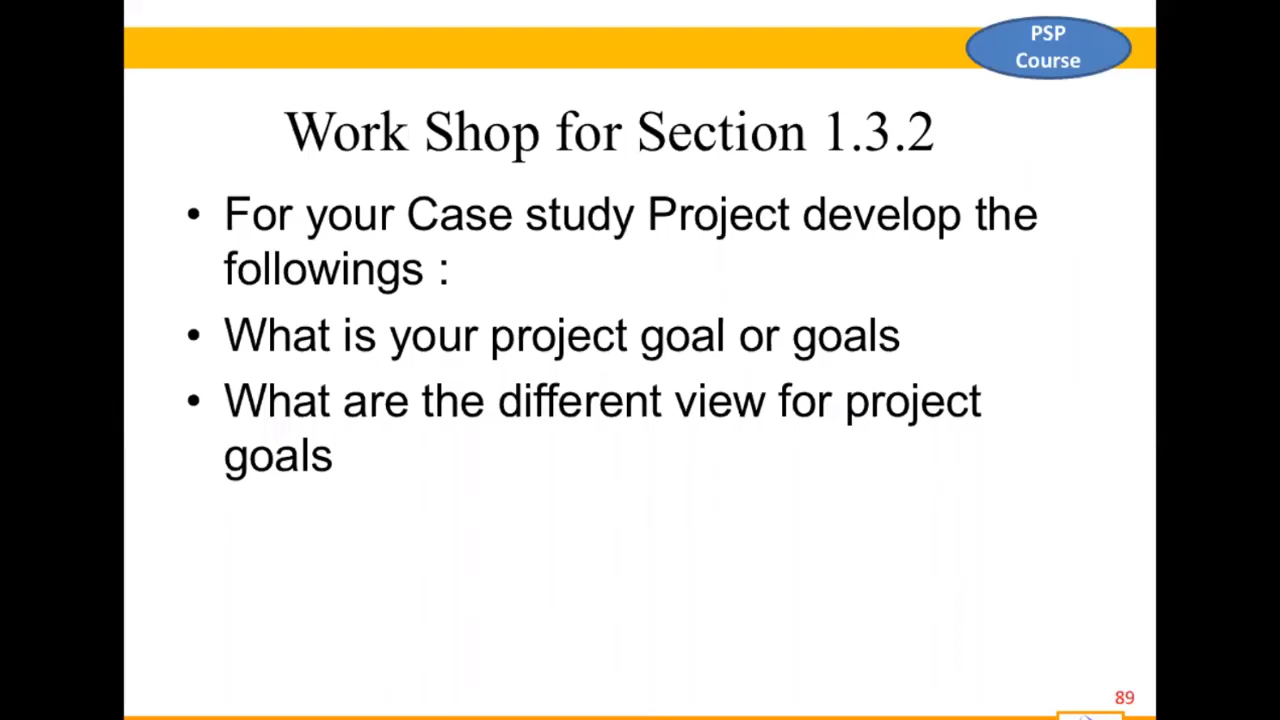 PSP
Course
Work Shop for Section 1.3.2
• For your Case study Project develop the
followings :
• What is your project goal or goals
• What are the different view for project
goals
89